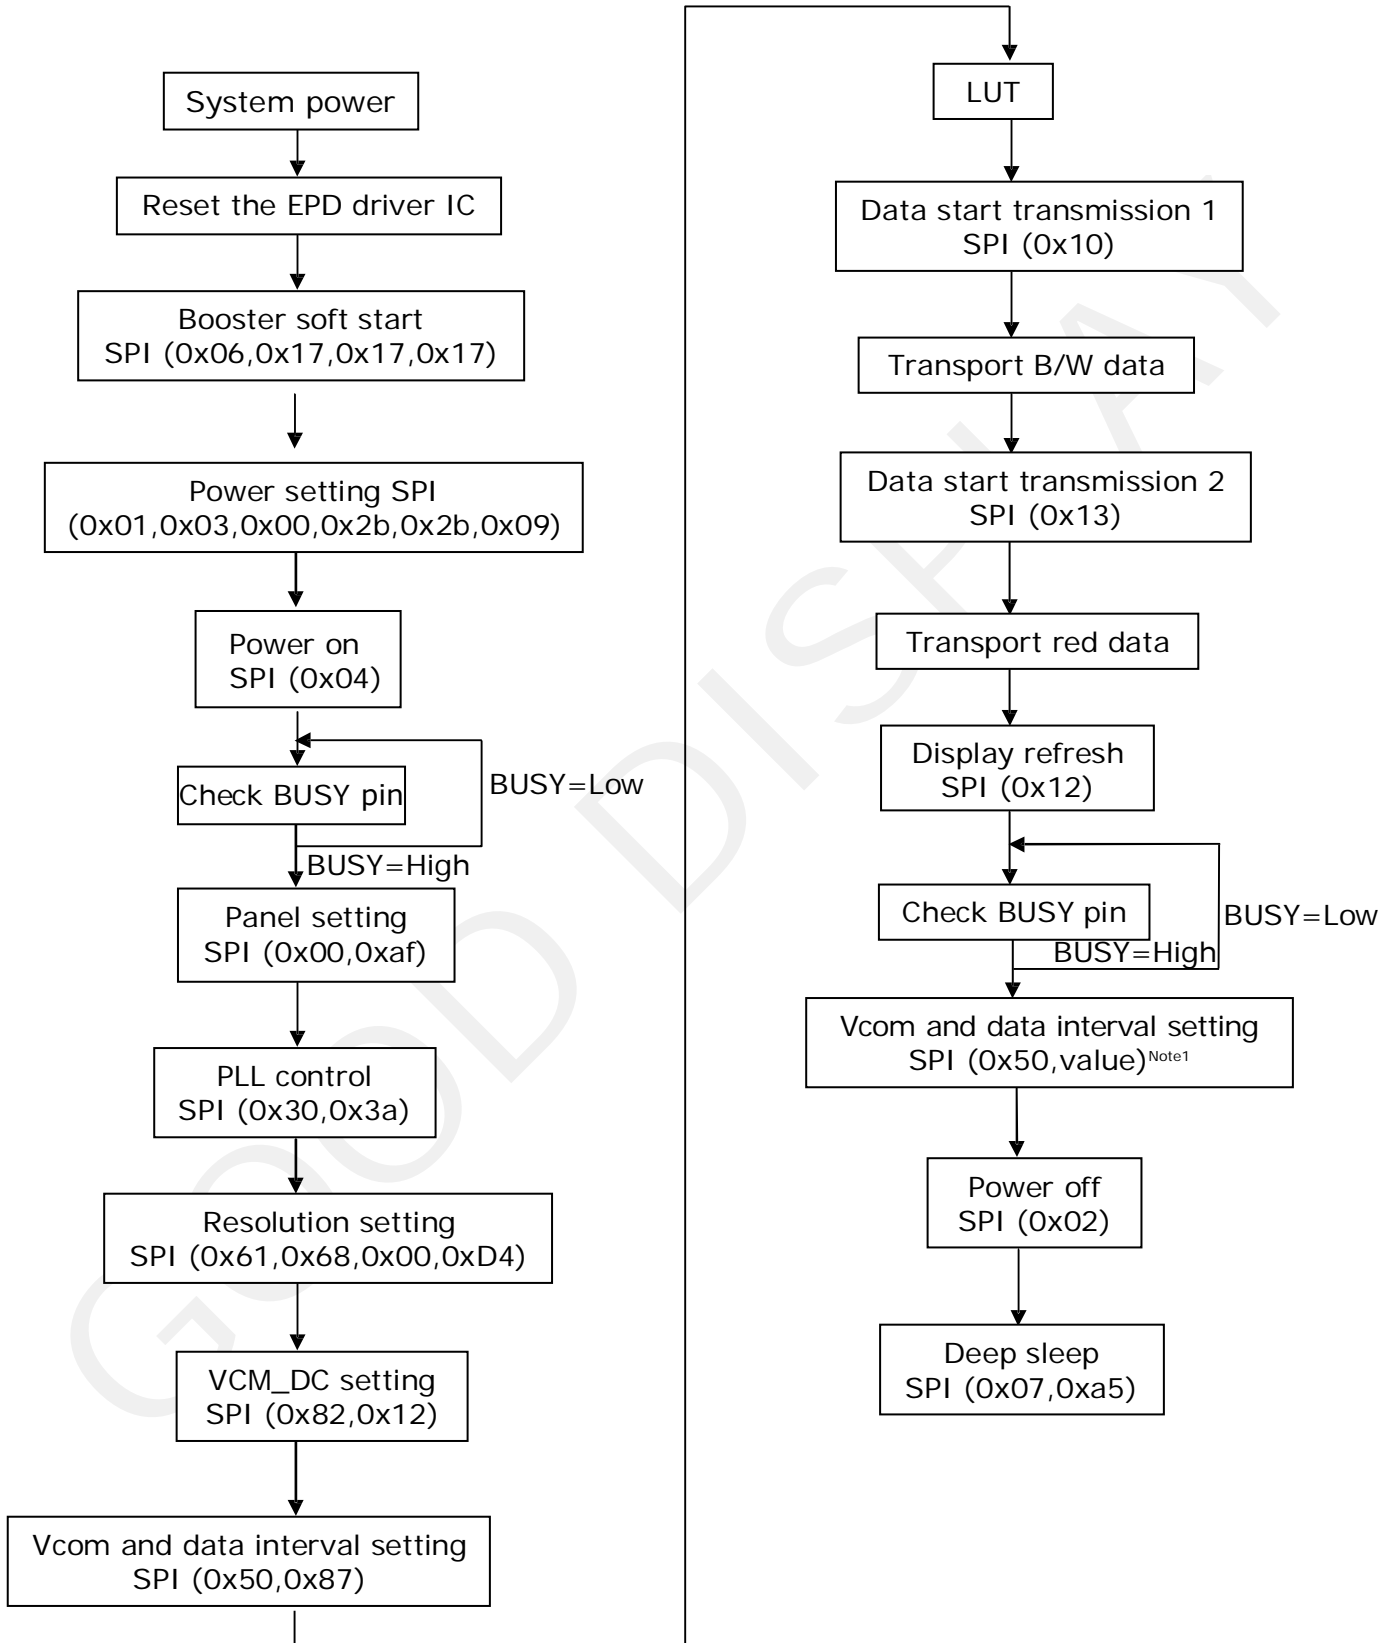 System power
Reset the EPD driver IC
Booster soft start
SPI (0x06,0x17,0x17,0x17)
Power setting SPI
(0x01,0x03,0x00,0x2b,0x2b,0x09)
Power on
SPI (0x04)
BUSY=Low
Check BUSY pin
BUSY=High
Panel setting
SPI (0x00,0xaf)
PLL control
SPI (0x30,0x3a)
Resolution setting
SPI (0x61,0x68,0x00,0xD4)
VCM_DC setting
SPI (0x82,0x12)
Vcom and data interval setting
SPI (0x50,0x87)
LUT
Data start transmission 1
SPI (0x10)
Transport B/W data
Data start transmission 2
SPI (0x13)
Transport red data
Display refresh
SPI (0x12)
Check BUSY pin
BUSY=Low
BUSY=High
Vcom and data interval setting
SPI (0x50,value)Note1
Power off
SPI (0x02)
Deep sleep
SPI (0x07,0xa5)
GOOD DISPLAY